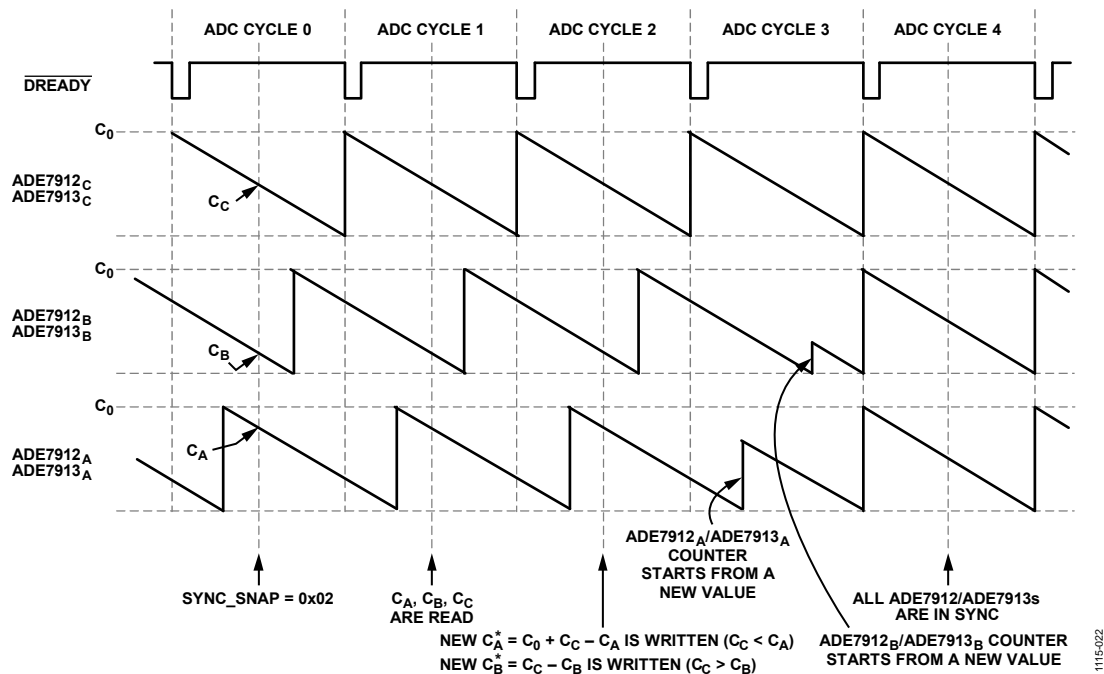 ADC CYCLE 0 ADC CYCLE 1 ADC CYCLE 2 ADC CYCLE 3 ADC CYCLE 4
DREADY
C0
ADE7912C
ADE7913C
CC
C0
ADE7912B
ADE7913B
CB
C0
CA
ADE7912A
ADE7913A
ADE7912A/ADE7913A
COUNTER
STARTS FROM A
NEW VALUE
SYNC_SNAP = 0x02
CA, CB, CC
ARE READ
ALL ADE7912/ADE7913s
ARE IN SYNC
NEW CA* = C0 + CC – CA IS WRITTEN (CC < CA)
NEW CB* = CC – CB IS WRITTEN (CC > CB)
ADE7912B/ADE7913B COUNTER
STARTS FROM A NEW VALUE
1115-022